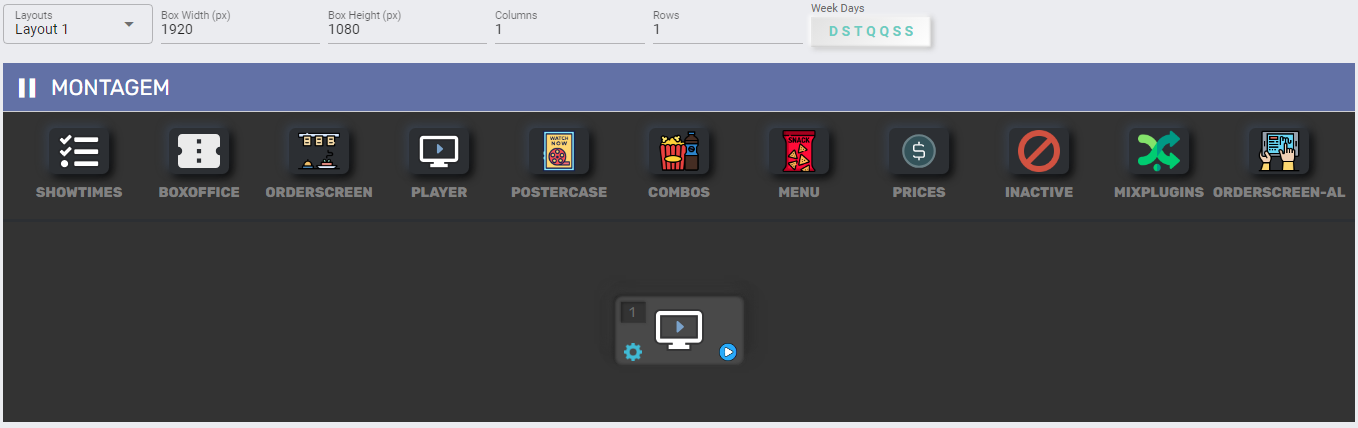 Layouts
Layout 1
Box Width (px)
1920
Box Height (px)
1080
Columns
1
Rows
1
Week Days
D S T Q Q S S
MONTAGEM
WATCH NOW
SNACK
SHOWTIMES
BOXOFFICE
ORDERSCREEN
PLAYER
POSTERCASE
COMBOS
MENU
PRICES
INACTIVE
MIXPLUGINS
ORDERSCREEN-AL
1